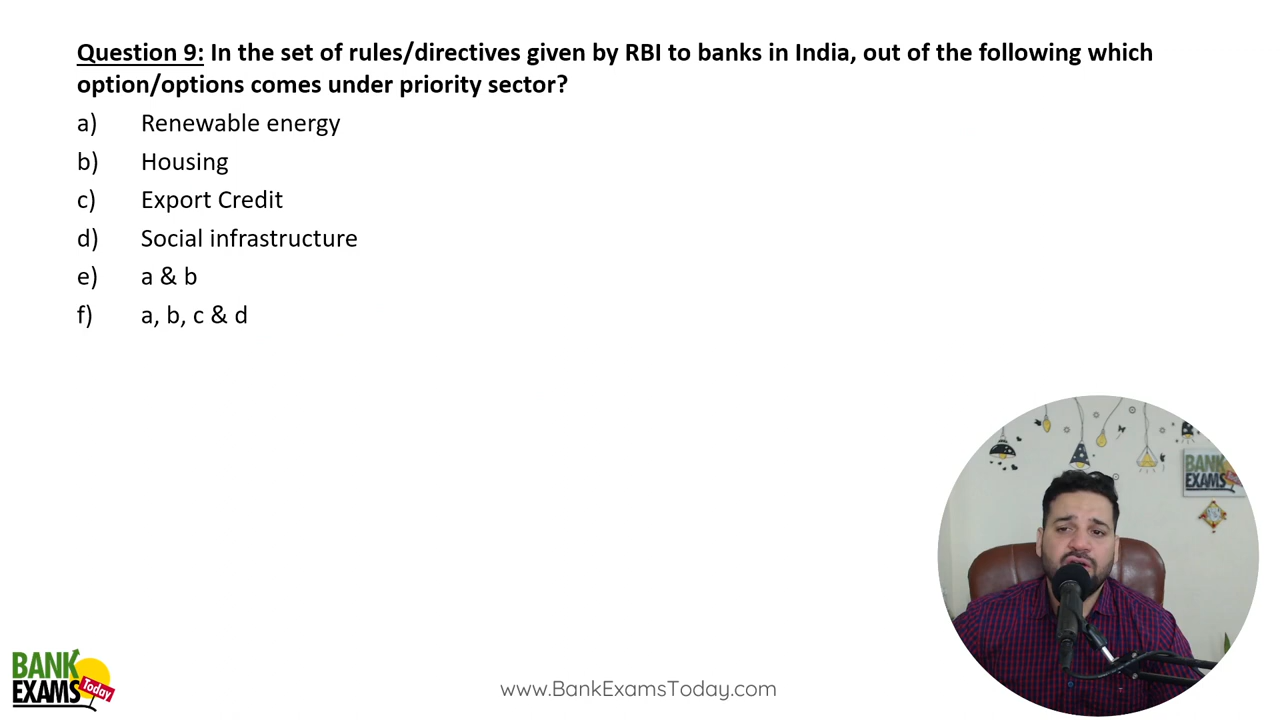 Question 9: In the set of rules/directives given by RBI to banks in India, out of the following which
option/options comes under priority sector?
a) Renewable energy
b) Housing
c) Export Credit
d) Social infrastructure
e) a & b
f) a, b, c & d
BANK
EXAMS
BANK
EXAMS
Today
www.BankExamsToday.com